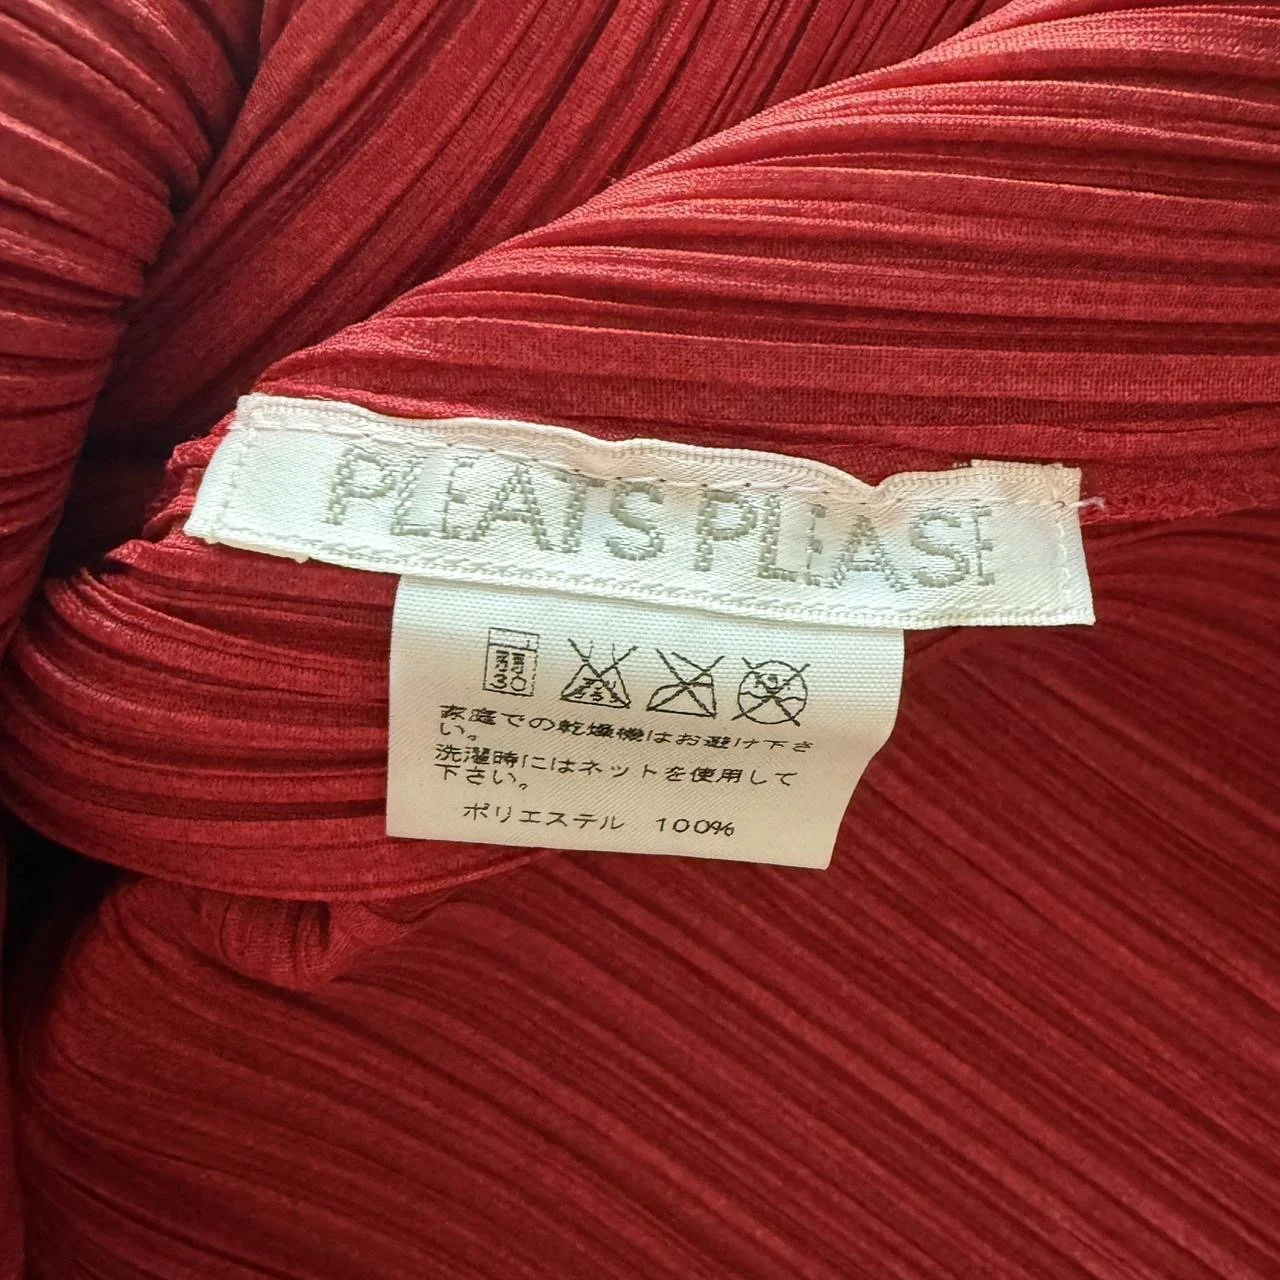 PLEATS PLEASE
30
家庭での乾燥機はお避け下さ
い。
洗濯時にはネットを使用して
下さい。
ポリエステル 100%